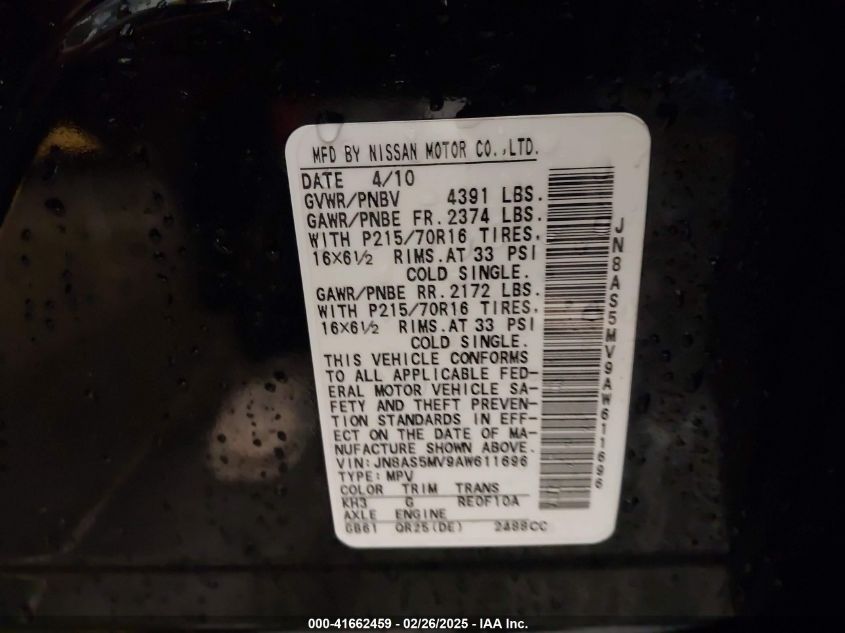 MFD BY NISSAN MOTOR CO.,LTD.
DATE 4/10
GVWR/PNBV 4391 LBS.
GAWR/PNBE FR. 2374 LBS.
WITH P215/70R16 TIRES.
16×6½ RIMS.AT 33 PSI
COLD SINGLE.
GAWR/PNBE RR. 2172 LBS.
WITH P215/70R16 TIRES.
16×6½ RIMS.AT 33 PSI
COLD SINGLE.
THIS VEHICLE CONFORMS
TO ALL APPLICABLE FED-
ERAL MOTOR VEHICLE SA-
FETY AND THEFT PREVEN-
TION STANDARDS IN EFF-
ECT ON THE DATE OF MA-
NUFACTURE SHOWN ABOVE.
VIN:JN8AS5MV9AW611696
TYPE:MPV
COLOR TRIM TRANS
KH3 G RE0F10A
AXLE ENGINE
GB61 QR25(DE) 2488CC
JN8AS5MV9AW611696
000-41662459 - 02/26/2025 - IAA Inc.